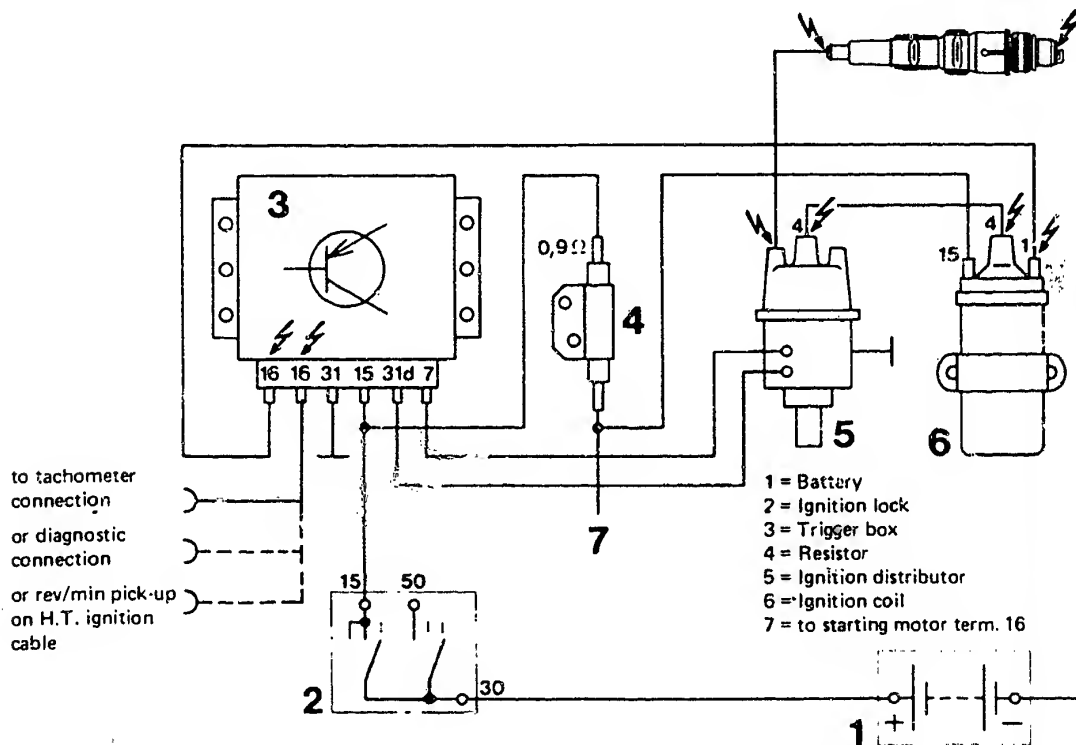 3
0,9Ω
4
4
4
15
1
16 16 31 15 31d 7
5
6
to tachometer
connection
or diagnostic
connection
or rev/min pick-up
on H.T. ignition
cable
7
1 = Battery
2 = Ignition lock
3 = Trigger box
4 = Resistor
5 = Ignition distributor
6 = Ignition coil
7 = to starting motor term. 16
15 50
30
2
1
+ −